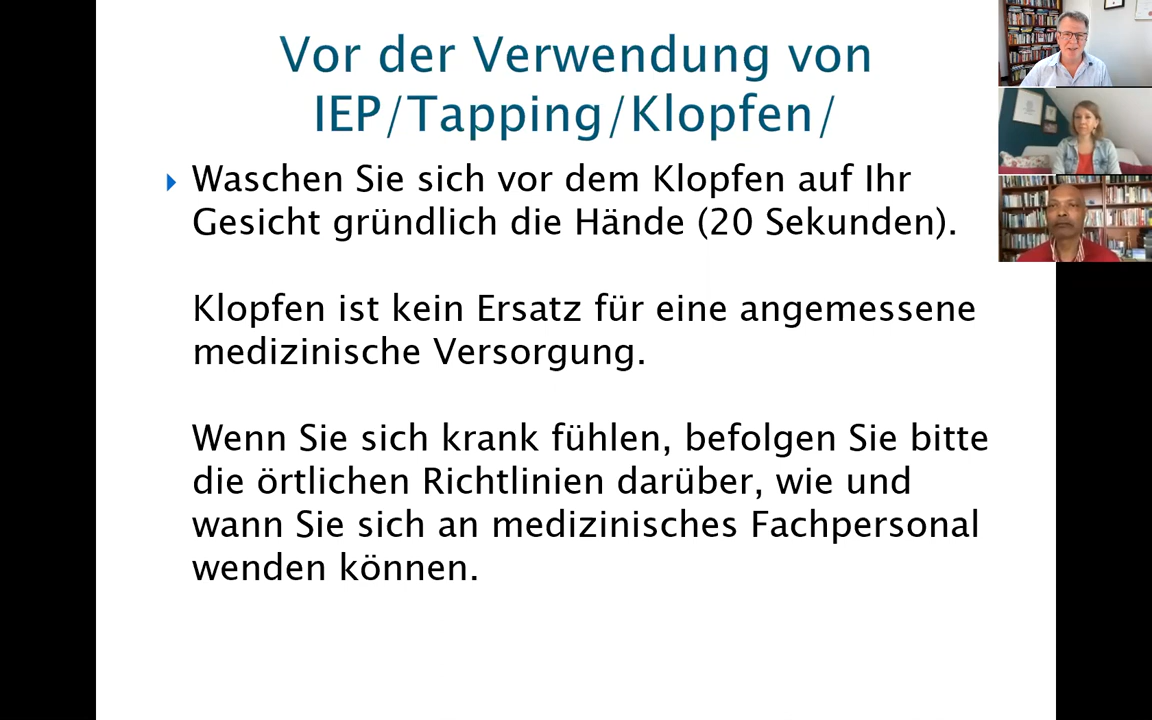 Vor der Verwendung von
IEP/Tapping/Klopfen/
Waschen Sie sich vor dem Klopfen auf Ihr
Gesicht gründlich die Hände (20 Sekunden).
Klopfen ist kein Ersatz für eine angemessene
medizinische Versorgung.
Wenn Sie sich krank fühlen, befolgen Sie bitte
die örtlichen Richtlinien darüber, wie und
wann Sie sich an medizinisches Fachpersonal
wenden können.